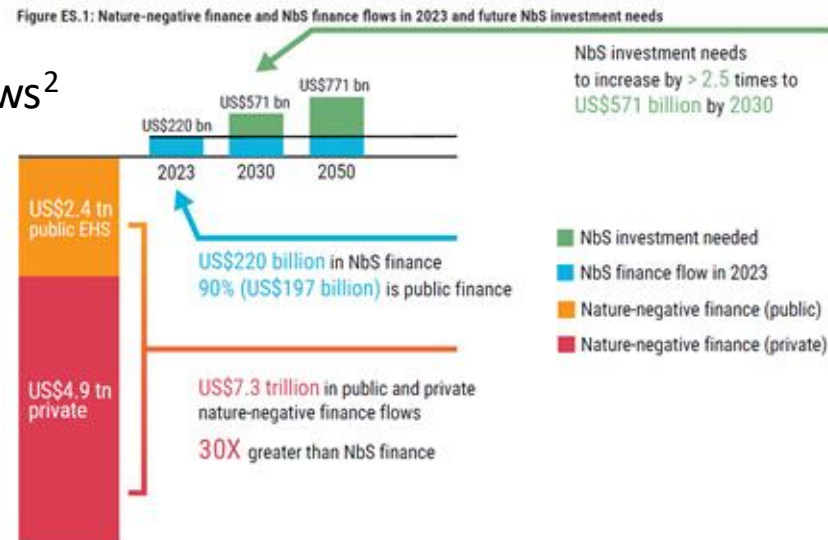 Figure ES.1: Nature-negative finance and NbS finance flows in 2023 and future NbS investment needs
ws²
NbS investment needs
to increase by > 2.5 times to
US$571 billion by 2030
US$220 bn
US$571 bn
US$771 bn
2023
2030
2050
US$2.4 tn
public EHS
US$4.9 tn
private
US$220 billion in NbS finance
90% (US$197 billion) is public finance
US$7.3 trillion in public and private
nature-negative finance flows
30X greater than NbS finance
NbS investment needed
NbS finance flow in 2023
Nature-negative finance (public)
Nature-negative finance (private)